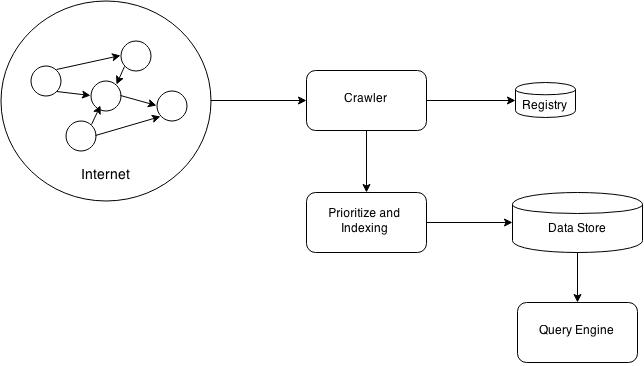 Crawler
Registry
Internet
Prioritize and
Indexing
Data Store
Query Engine